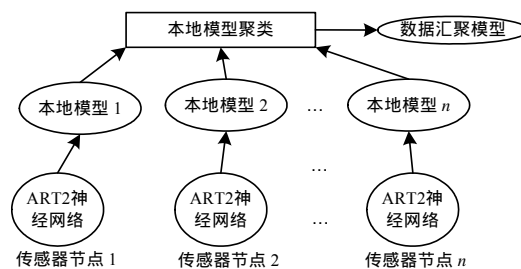 本地模型聚类
数据汇聚模型
本地模型 1
本地模型 2
…
本地模型 n
…
ART2神
经网络
ART2神
经网络
…
ART2神
经网络
传感器节点 1
传感器节点 2
传感器节点 n